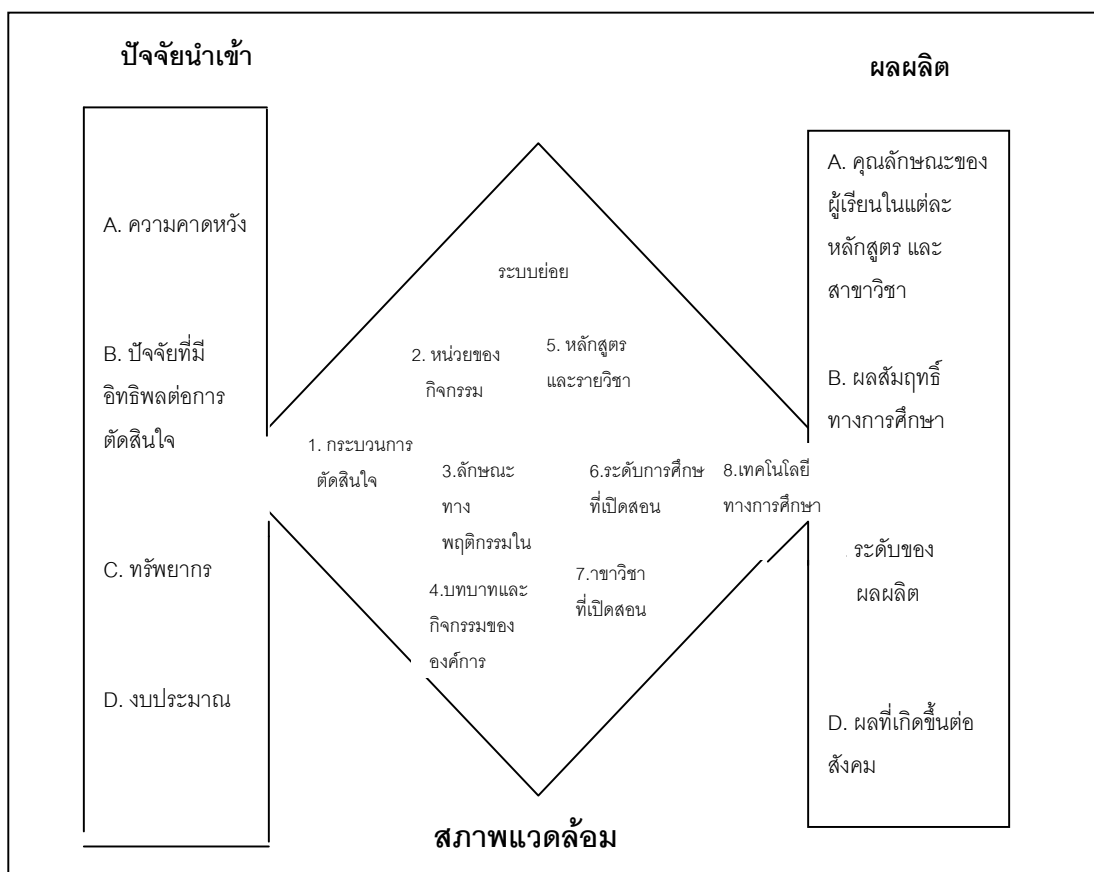 ปัจจัยนำเข้า
A. ความคาดหวัง
B. ปัจจัยที่มี
อิทธิพลต่อการ
ตัดสินใจ
C. ทรัพยากร
D. งบประมาณ
ระบบย่อย
1. กระบวนการ
ตัดสินใจ
2. หน่วยของ
กิจกรรม
3.ลักษณะ
ทาง
พฤติกรรมใน
4.บทบาทและ
กิจกรรมของ
องค์การ
5. หลักสูตร
และรายวิชา
6.ระดับการศึกษ
ที่เปิดสอน
7.าขาวิชา
ที่เปิดสอน
8.เทคโนโลยี
ทางการศึกษา
ผลผลิต
A. คุณลักษณะของ
ผู้เรียนในแต่ละ
หลักสูตร และ
สาขาวิชา
B. ผลสัมฤทธิ์
ทางการศึกษา
. ระดับของ
ผลผลิต
D. ผลที่เกิดขึ้นต่อ
สังคม
สภาพแวดล้อม